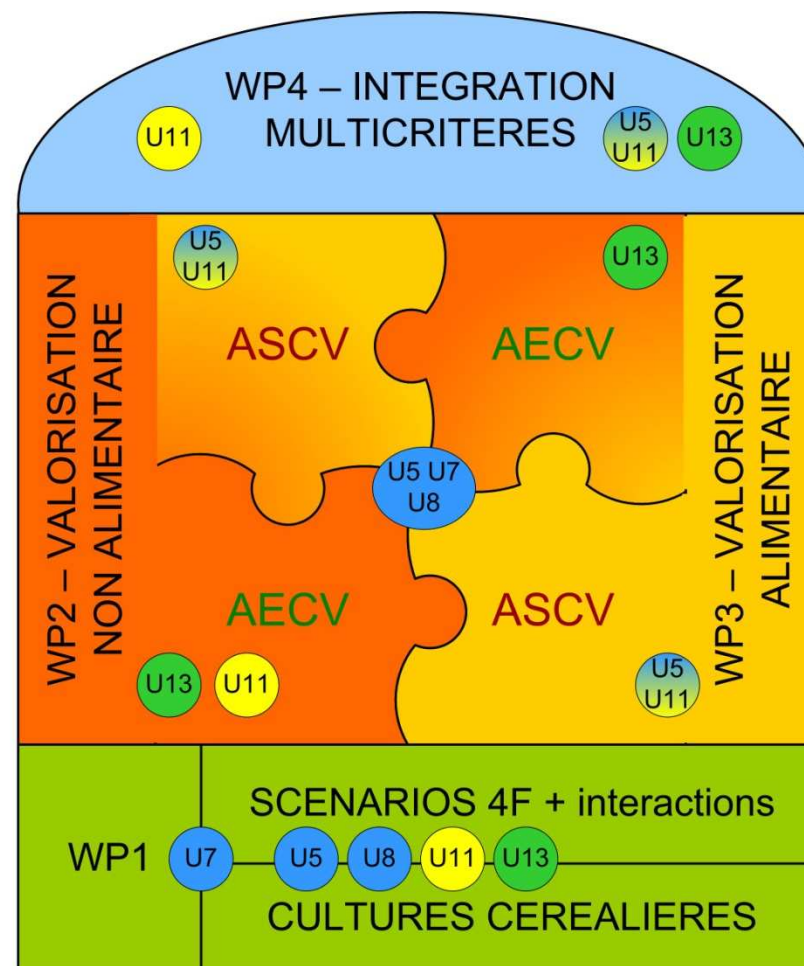 WP4 – INTEGRATION
MULTICRITERES
U11
U5
U11
U13
WP2 – VALORISATION
NON ALIMENTAIRE
U5
U11
ASCV
U13
AECV
WP3 – VALORISATION
ALIMENTAIRE
U5 U7
U8
AECV
ASCV
U13
U11
U5
U11
WP1
SCENARIOS 4F + interactions
U7
U5
U8
U11
U13
CULTURES CEREALIERES